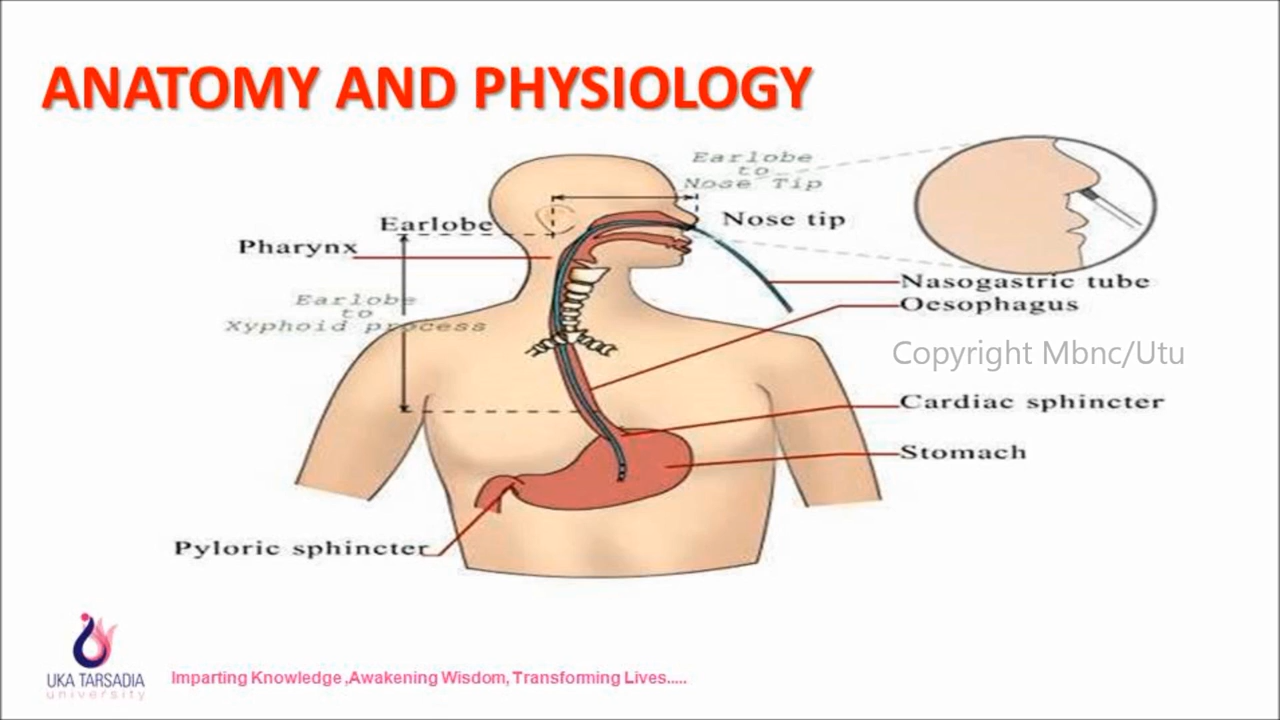 ANATOMY AND PHYSIOLOGY
Earlobe
to
Nose Tip
Earlobe
Nose tip
Pharynx
Nasogastric tube
Oesophagus
Earlobe
to
Xyphoid process
Copyright Mbnc/Utu
Cardiac sphincter
Stomach
Pyloric sphincter
UKA TARSADIA
university
Imparting Knowledge ,Awakening Wisdom, Transforming Lives.....